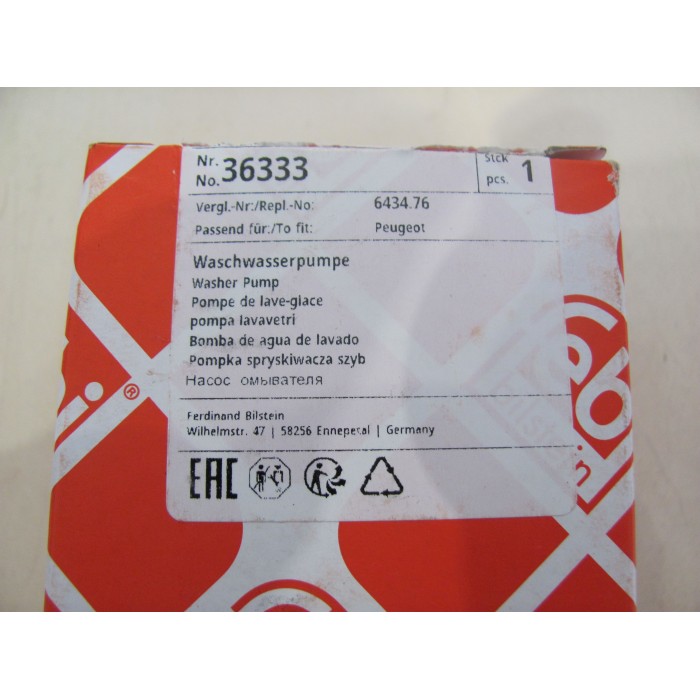 Nr.
No. 36333
Stck
pcs. 1
Vergl.-Nr./Repl.-No: 6434.76
Passend für:/To fit: Peugeot
Waschwasserpumpe
Washer Pump
Pompe de lave-glace
pompa lavavetri
Bomba de agua de lavado
Pompka spryskiwacza szyb
Насос омывателя
Ferdinand Bilstein
Wilhelmstr. 47 | 58256 Ennepetal | Germany
EAC
bilstein
®